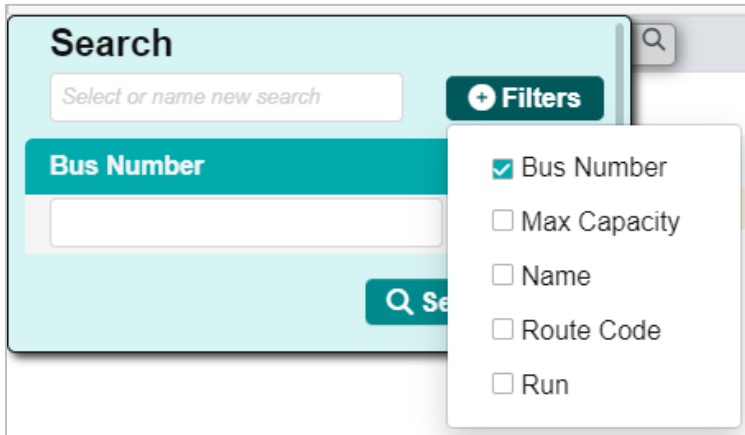 Search
Select or name new search
Filters
Bus Number
Bus Number
Max Capacity
Name
Route Code
Run